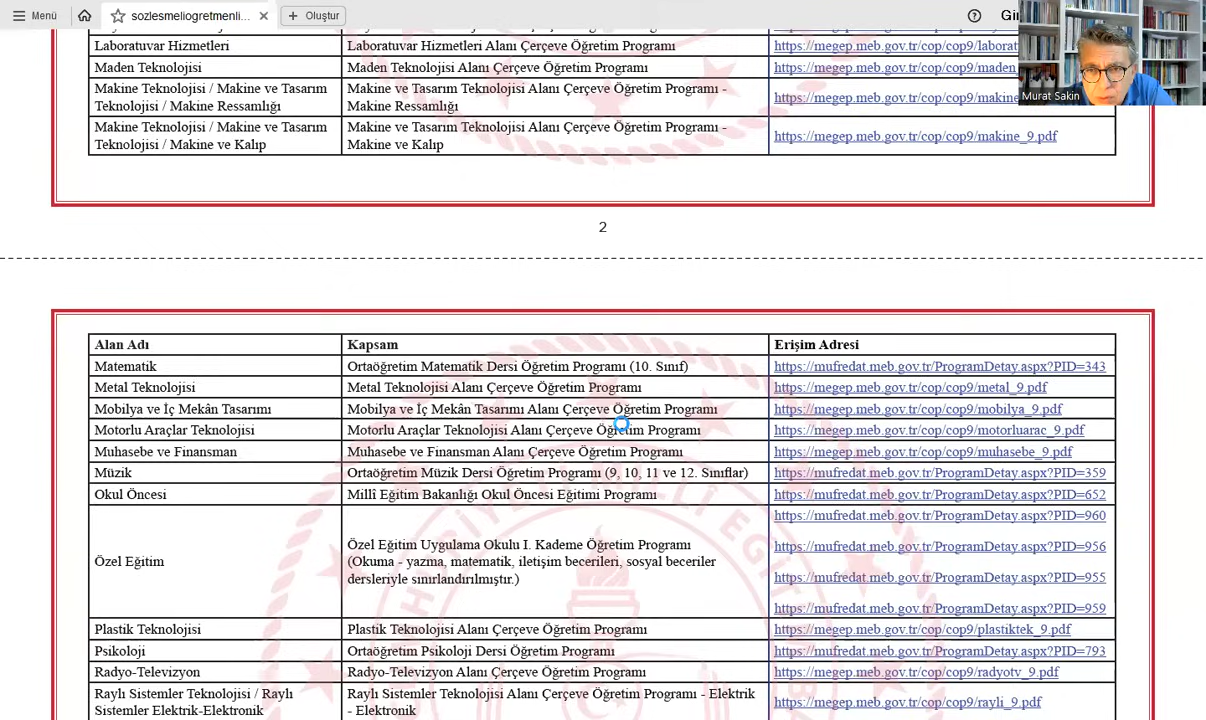 Menü
sozlesmeliogretmenli...
Oluştur
Gir
Murat Sakin
Laboratuvar Hizmetleri
Laboratuvar Hizmetleri Alanı Çerçeve Öğretim Programı
https://megep.meb.gov.tr/cop/cop9/laborat
Maden Teknolojisi
Maden Teknolojisi Alanı Çerçeve Öğretim Programı
https://megep.meb.gov.tr/cop/cop9/maden
Makine Teknolojisi / Makine ve Tasarım
Teknolojisi / Makine Ressamlığı
Makine ve Tasarım Teknolojisi Alanı Çerçeve Öğretim Programı -
Makine Ressamlığı
https://megep.meb.gov.tr/cop/cop9/makine
Makine Teknolojisi / Makine ve Tasarım
Teknolojisi / Makine ve Kalıp
Makine ve Tasarım Teknolojisi Alanı Çerçeve Öğretim Programı -
Makine ve Kalıp
https://megep.meb.gov.tr/cop/cop9/makine_9.pdf
2
Alan Adı
Kapsam
Erişim Adresi
Matematik
Ortaöğretim Matematik Dersi Öğretim Programı (10. Sınıf)
https://mufredat.meb.gov.tr/ProgramDetay.aspx?PID=343
Metal Teknolojisi
Metal Teknolojisi Alanı Çerçeve Öğretim Programı
https://megep.meb.gov.tr/cop/cop9/metal_9.pdf
Mobilya ve İç Mekân Tasarımı
Mobilya ve İç Mekân Tasarımı Alanı Çerçeve Öğretim Programı
https://megep.meb.gov.tr/cop/cop9/mobilya_9.pdf
Motorlu Araçlar Teknolojisi
Motorlu Araçlar Teknolojisi Alanı Çerçeve Öğretim Programı
https://megep.meb.gov.tr/cop/cop9/motorluarac_9.pdf
Muhasebe ve Finansman
Muhasebe ve Finansman Alanı Çerçeve Öğretim Programı
https://megep.meb.gov.tr/cop/cop9/muhasebe_9.pdf
Müzik
Ortaöğretim Müzik Dersi Öğretim Programı (9, 10, 11 ve 12. Sınıflar)
https://mufredat.meb.gov.tr/ProgramDetay.aspx?PID=359
Okul Öncesi
Millî Eğitim Bakanlığı Okul Öncesi Eğitimi Programı
https://mufredat.meb.gov.tr/ProgramDetay.aspx?PID=652
Özel Eğitim
Özel Eğitim Uygulama Okulu I. Kademe Öğretim Programı
(Okuma - yazma, matematik, iletişim becerileri, sosyal beceriler
dersleriyle sınırlandırılmıştır.)
https://mufredat.meb.gov.tr/ProgramDetay.aspx?PID=960
https://mufredat.meb.gov.tr/ProgramDetay.aspx?PID=956
https://mufredat.meb.gov.tr/ProgramDetay.aspx?PID=955
https://mufredat.meb.gov.tr/ProgramDetay.aspx?PID=959
Plastik Teknolojisi
Plastik Teknolojisi Alanı Çerçeve Öğretim Programı
https://megep.meb.gov.tr/cop/cop9/plastiktek_9.pdf
Psikoloji
Ortaöğretim Psikoloji Dersi Öğretim Programı
https://mufredat.meb.gov.tr/ProgramDetay.aspx?PID=793
Radyo-Televizyon
Radyo-Televizyon Alanı Çerçeve Öğretim Programı
https://megep.meb.gov.tr/cop/cop9/radyotv_9.pdf
Raylı Sistemler Teknolojisi / Raylı
Sistemler Elektrik-Elektronik
Raylı Sistemler Teknolojisi Alanı Çerçeve Öğretim Programı - Elektrik
- Elektronik
https://megep.meb.gov.tr/cop/cop9/rayli_9.pdf